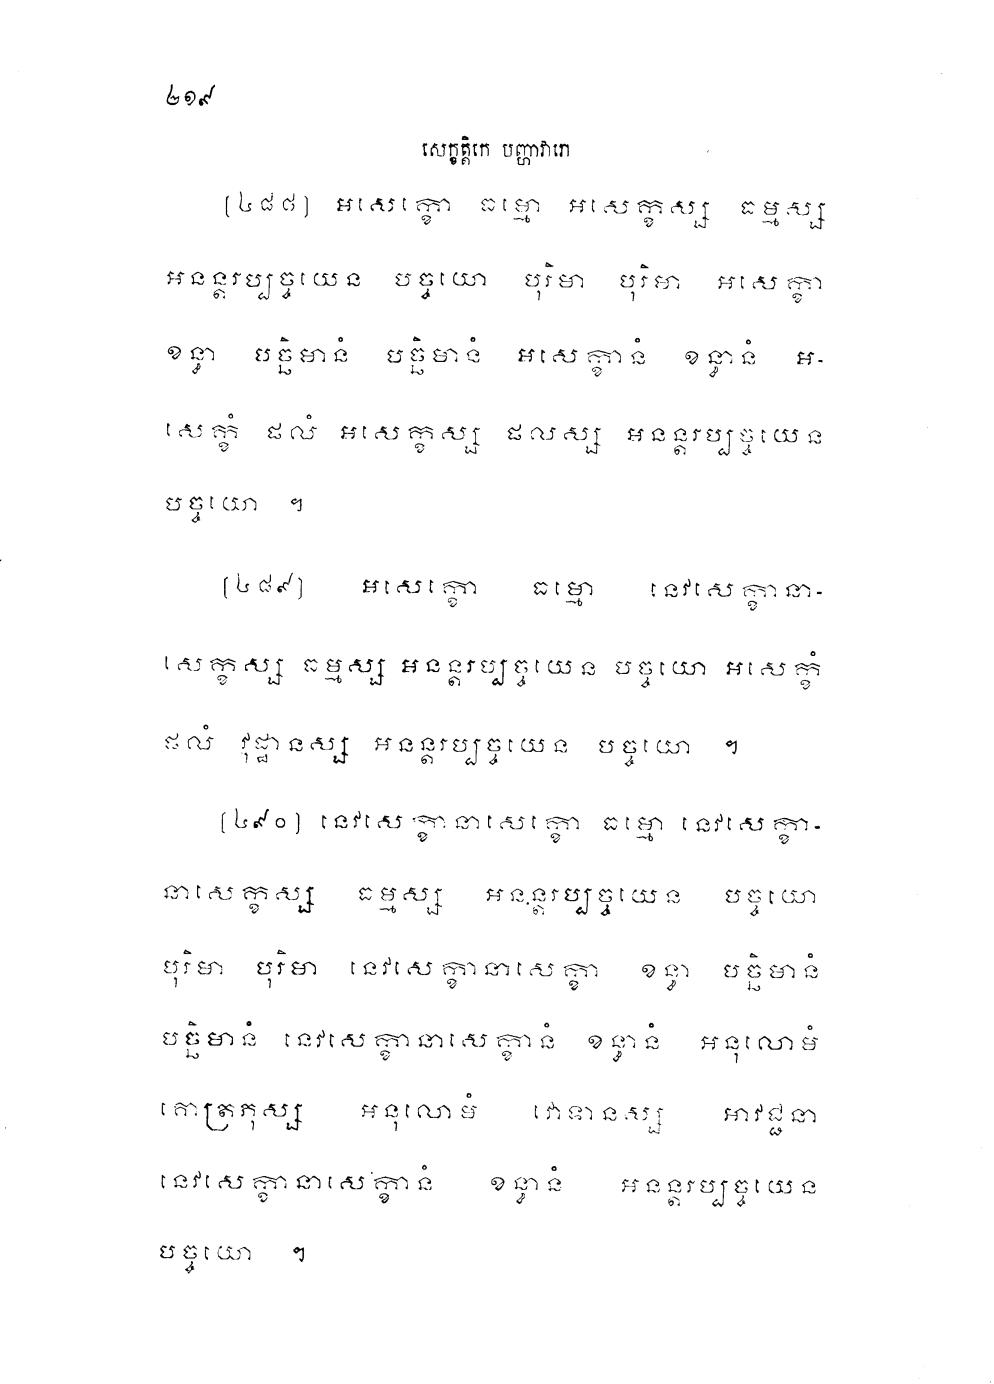 ២១៩
សេក្ខត្តិកេ បញ្ហាវារោ
[៤៨៨] អសេក្ខោ ធម្មោ អសេក្ខស្ស ធម្មស្ស
អនន្តរប្បច្ចយេន បច្ចយោ បុរិមា បុរិមា អសេក្ខា
ខន្ធា បច្ឆិមានំ បច្ឆិមានំ អសេក្ខានំ ខន្ធានំ អ-
សេក្ខំ ផលំ អសេក្ខស្ស ផលស្ស អនន្តរប្បច្ចយេន
បច្ចយោ ។
[៤៨៩] អសេក្ខោ ធម្មោ នេវសេក្ខានា-
សេក្ខស្ស ធម្មស្ស អនន្តរប្បច្ចយេន បច្ចយោ អសេក្ខំ
ផលំ វុដ្ឋានស្ស អនន្តរប្បច្ចយេន បច្ចយោ ។
[៤៩០] នេវសេក្ខានាសេក្ខោ ធម្មោ នេវសេក្ខា-
នាសេក្ខស្ស ធម្មស្ស អនន្តរប្បច្ចយេន បច្ចយោ
បុរិមា បុរិមា នេវសេក្ខានាសេក្ខា ខន្ធា បច្ឆិមានំ
បច្ឆិមានំ នេវសេក្ខានាសេក្ខានំ ខន្ធានំ អនុលោមំ
គោត្រភុស្ស អនុលោមំ វោទានស្ស អាវជ្ជនា
នេវសេក្ខានាសេក្ខានំ ខន្ធានំ អនន្តរប្បច្ចយេន
បច្ចយោ ។